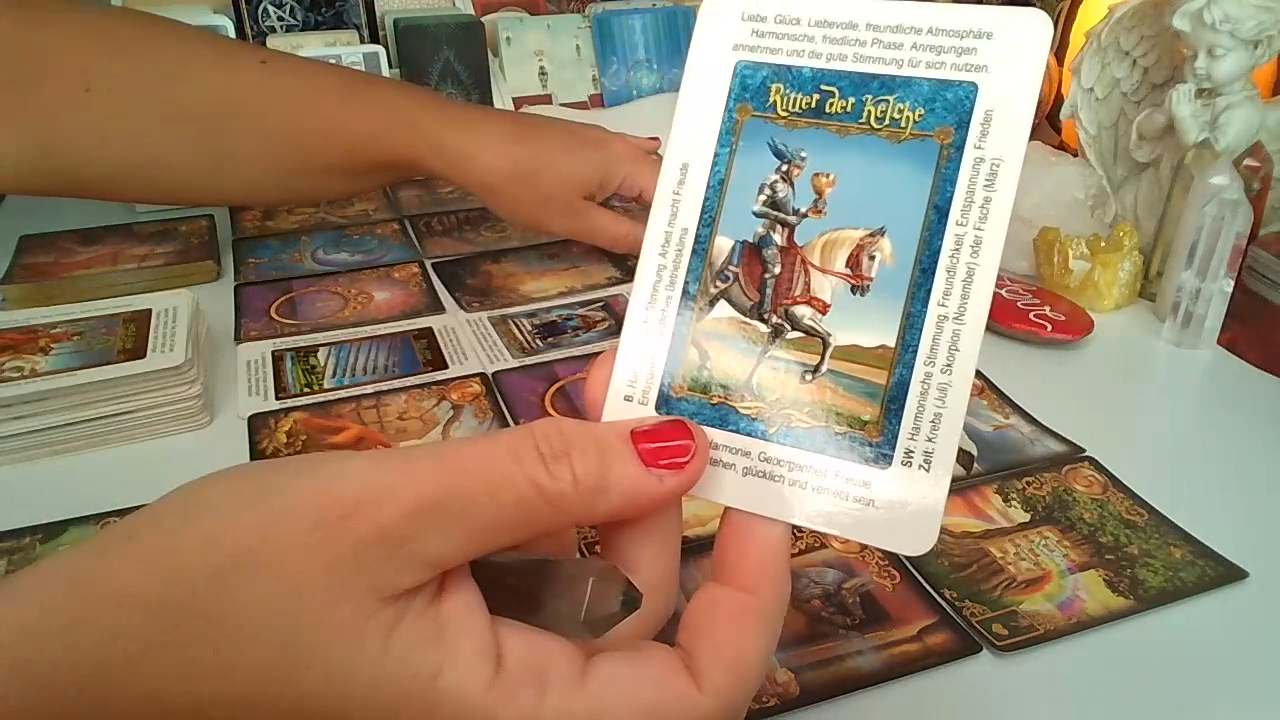 Liebe. Glück. Liebevolle, freundliche Atmosphäre.
Harmonische, friedliche Phase. Anregungen
annehmen und die gute Stimmung für sich nutzen.
Ritter der Kelche
B:
Stimmung. Arbeit macht Freude
Betriebsklima
SW: Harmonische Stimmung, Freundlichkeit, Entspannung, Frieden.
Zeit: Krebs (Juli), Skorpion (November) oder Fische (März).
Harmonie, Geborgenheit, Freude
glücklich und verliebt sein.